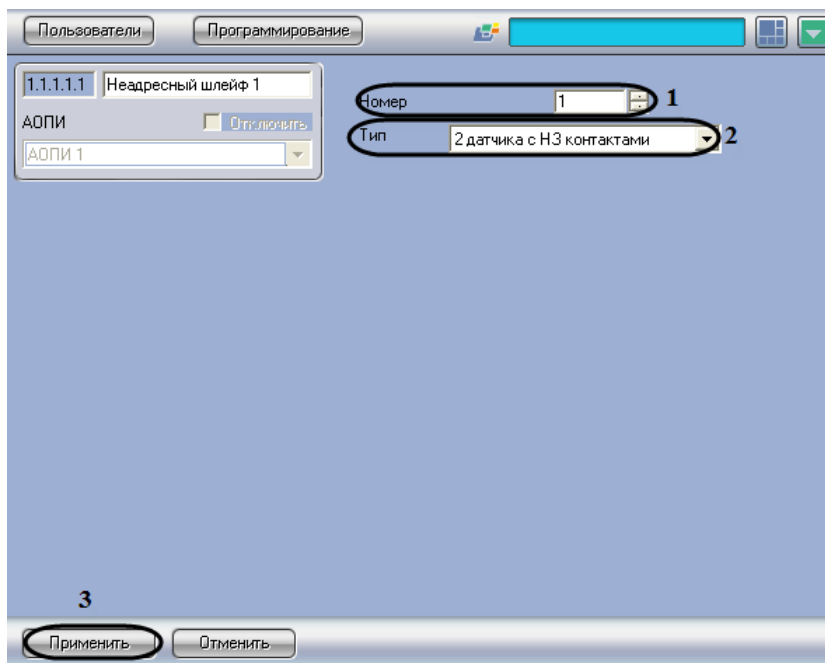 Пользователи Программирование
1.1.1.1.1 Неадресный шлейф 1
Номер 1 1
АОПИ Отключить
Тип 2 датчика с НЗ контактами 2
АОПИ 1
3
Применить Отменить